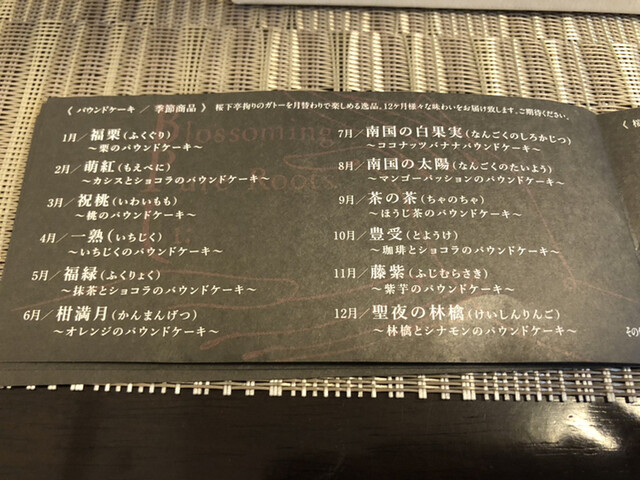 《 パウンドケーキ ／ 季節商品 》 桜下亭拘りのガトーを月替わりで楽しめる逸品。12ケ月様々な味わいをお届け致します。ご期待ください。
Blossoming
Roots
1月／福栗（ふくぐり）
～栗のパウンドケーキ～
2月／萌紅（もえべに）
～カシスとショコラのパウンドケーキ～
3月／祝桃（いわいもも）
～桃のパウンドケーキ～
4月／一熟（いちじく）
～いちじくのパウンドケーキ～
5月／福緑（ふくりょく）
～抹茶とショコラのパウンドケーキ～
6月／柑満月（かんまんげつ）
～オレンジのパウンドケーキ～
7月／南国の白果実（なんごくのしろかじつ）
～ココナッツバナナパウンドケーキ～
8月／南国の太陽（なんごくのたいよう）
～マンゴーパッションのパウンドケーキ～
9月／茶の茶（ちゃのちゃ）
～ほうじ茶のパウンドケーキ～
10月／豊受（とようけ）
～珈琲とショコラのパウンドケーキ～
11月／藤紫（ふじむらさき）
～紫芋のパウンドケーキ～
12月／聖夜の林檎（けいしんりんご）
～林檎とシナモンのパウンドケーキ～